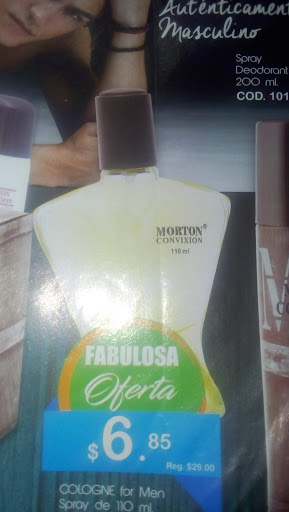 Auténticament
Masculino
Spray
Deodorant
200 ml.
COD. 101
MORTON®
CONVIXION
110 ml.
FABULOSA
Oferta
$6.85
Reg. $29.00
COLOGNE for Men
Spray de 110 ml.